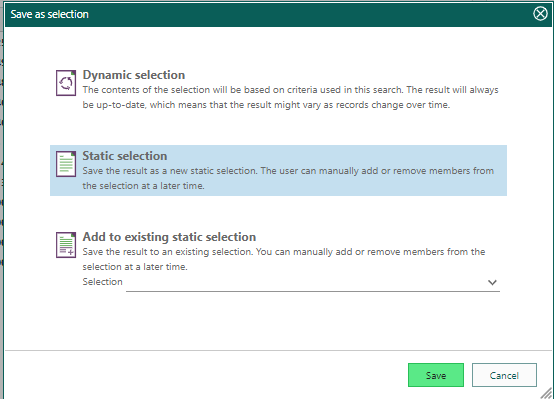 Save as selection
Dynamic selection
The contents of the selection will be based on criteria used in this search. The result will always
be up-to-date, which means that the result might vary as records change over time.
Static selection
Save the result as a new static selection. The user can manually add or remove members from
the selection at a later time.
Add to existing static selection
Save the result to an existing selection. You can manually add or remove members from the
selection at a later time.
Selection
Save
Cancel